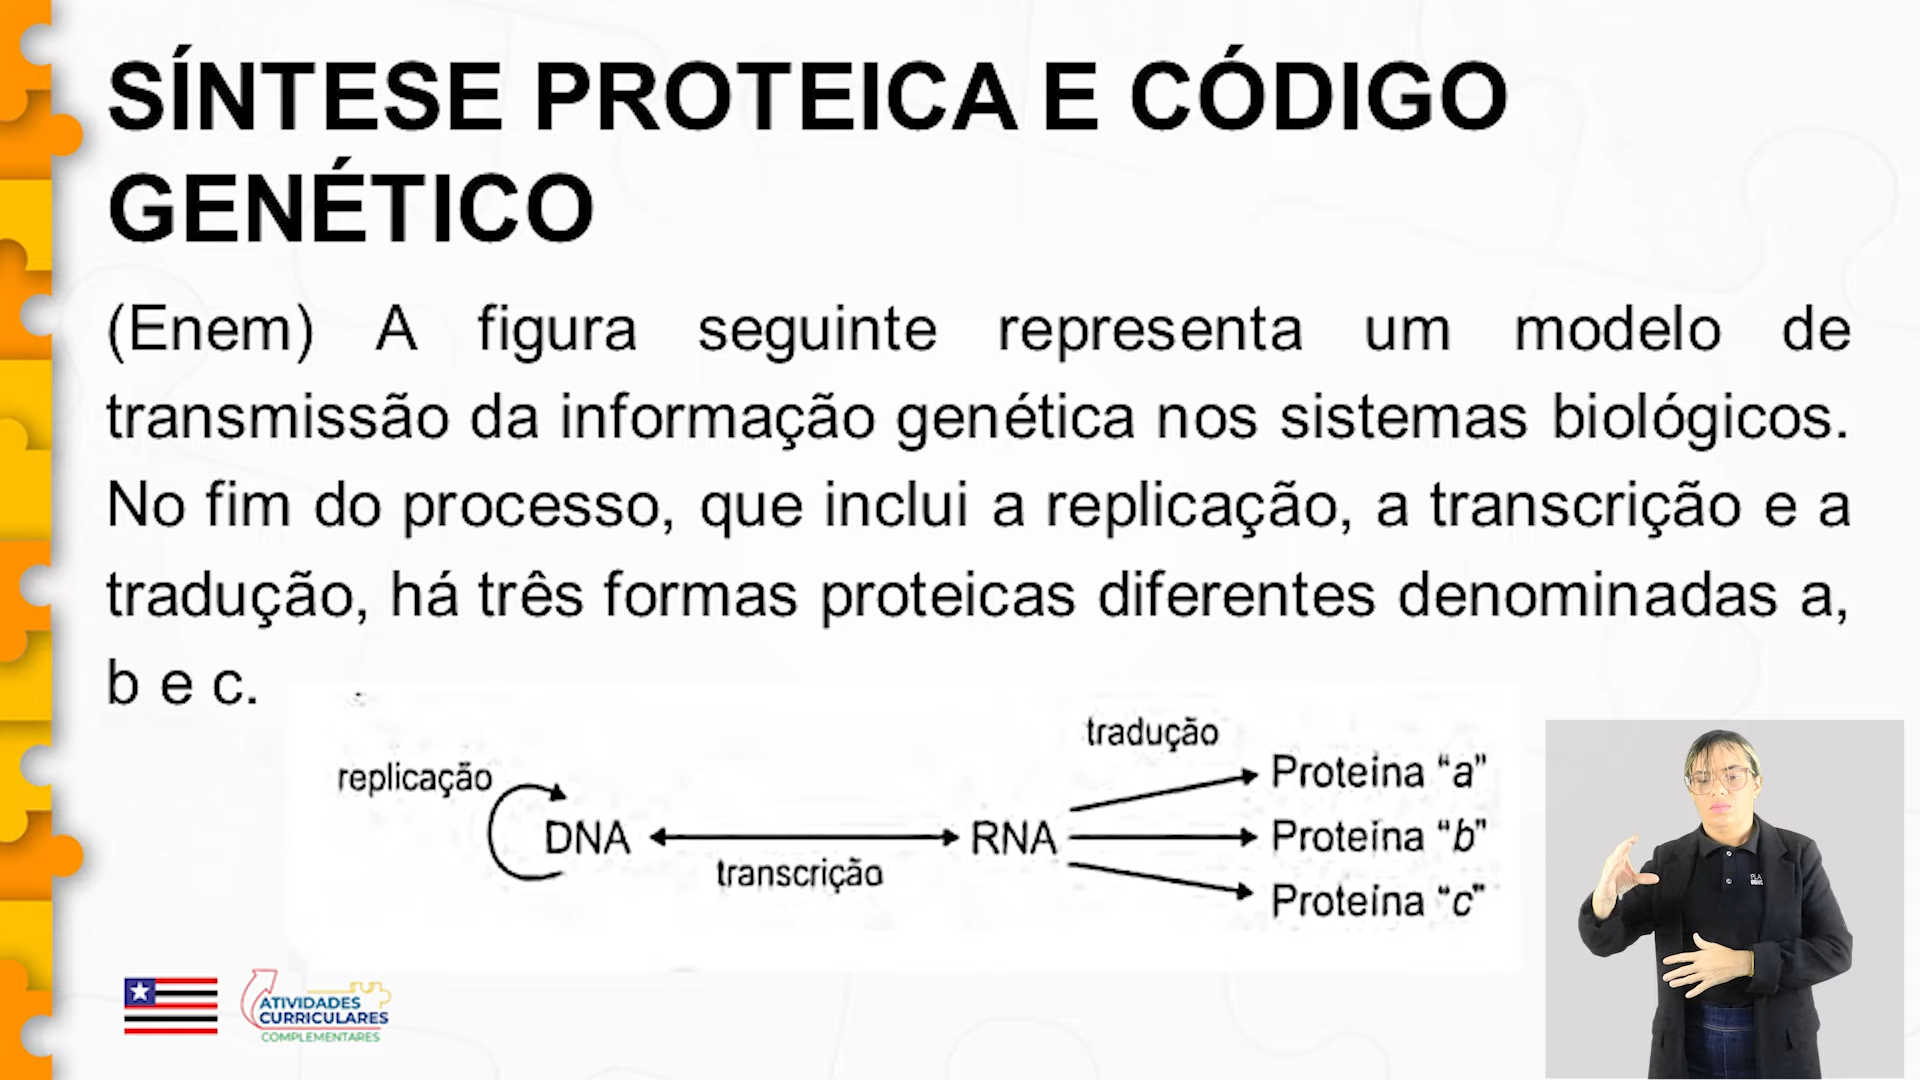 SÍNTESE PROTEICA E CÓDIGO
GENÉTICO
(Enem) A figura seguinte representa um modelo de
transmissão da informação genética nos sistemas biológicos.
No fim do processo, que inclui a replicação, a transcrição e a
tradução, há três formas proteicas diferentes denominadas a,
b e c.
tradução
replicação
Proteína “a”
DNA
RNA
Proteína “b”
transcrição
Proteína “c”
ATIVIDADES
CURRICULARES
COMPLEMENTARES